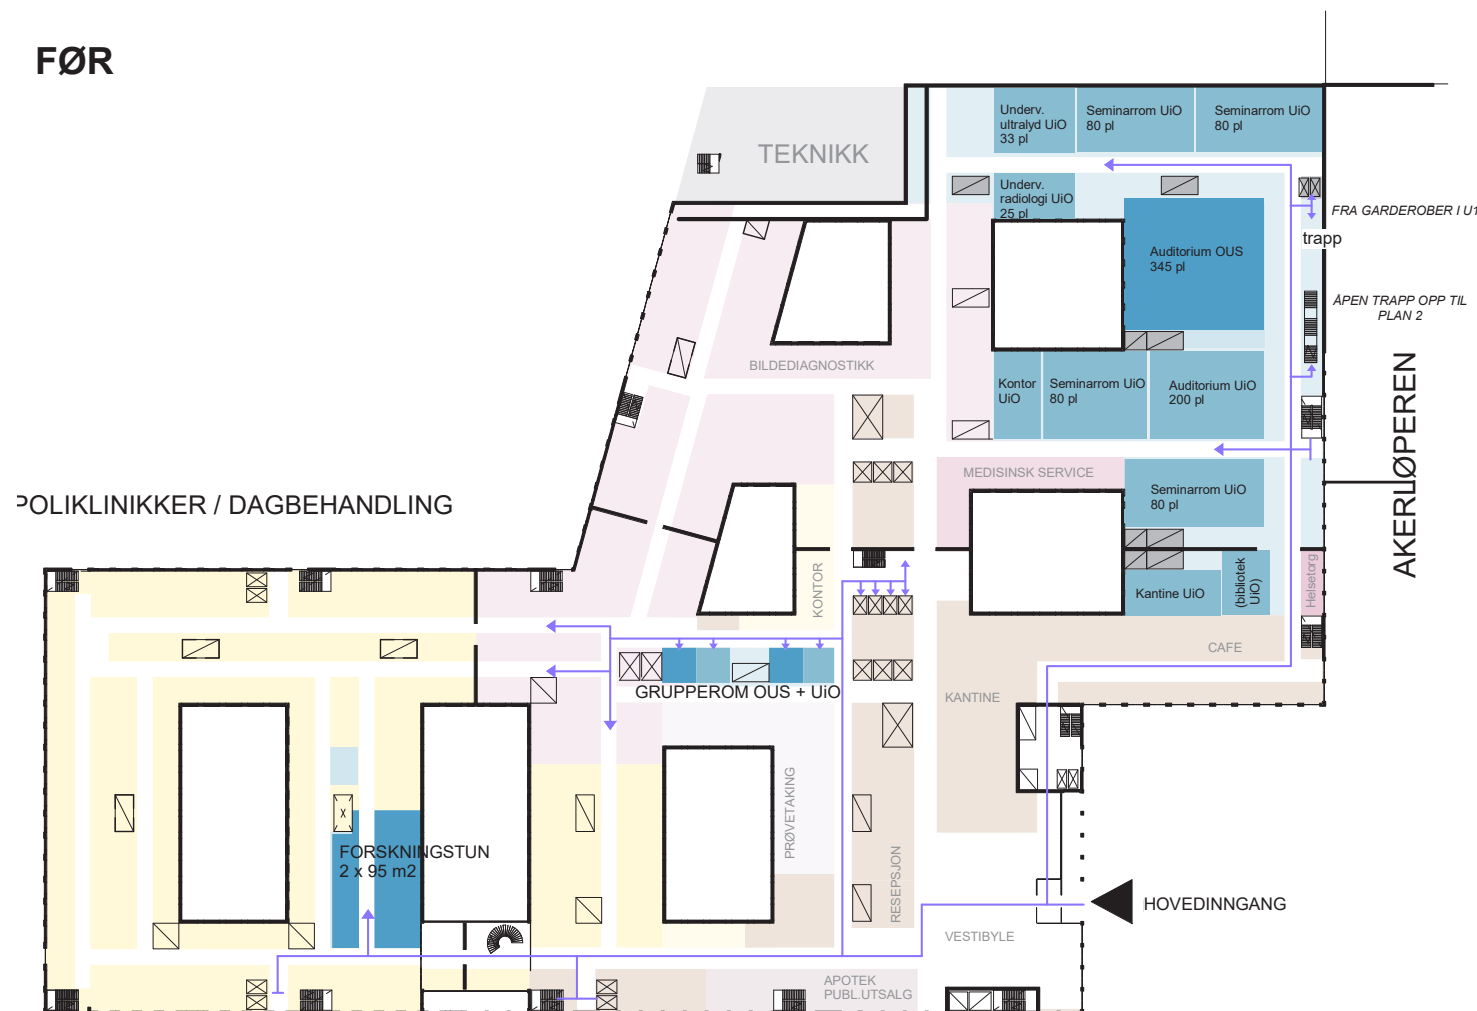 FØR
TEKNIKK
Underv.
ultralyd UiO
33 pl
Seminarrom UiO
80 pl
Seminarrom UiO
80 pl
Underv.
radiologi UiO
25 pl
FRA GARDEROBER I U1
trapp
Auditorium OUS
345 pl
ÅPEN TRAPP OPP TIL
PLAN 2
BILDEDIAGNOSTIKK
Kontor
UiO
Seminarrom UiO
80 pl
Auditorium UiO
200 pl
AKERLØPEREN
MEDISINSK SERVICE
Seminarrom UiO
80 pl
POLIKLINIKKER / DAGBEHANDLING
KONTOR
Kantine UiO
(bibliotek
UiO)
Helsetorg
CAFE
GRUPPEROM OUS + UiO
KANTINE
PRØVETAKING
FORSKNINGSTUN
2 x 95 m2
x
RESEPSJON
HOVEDINNGANG
VESTIBYLE
APOTEK
PUBL.UTSALG